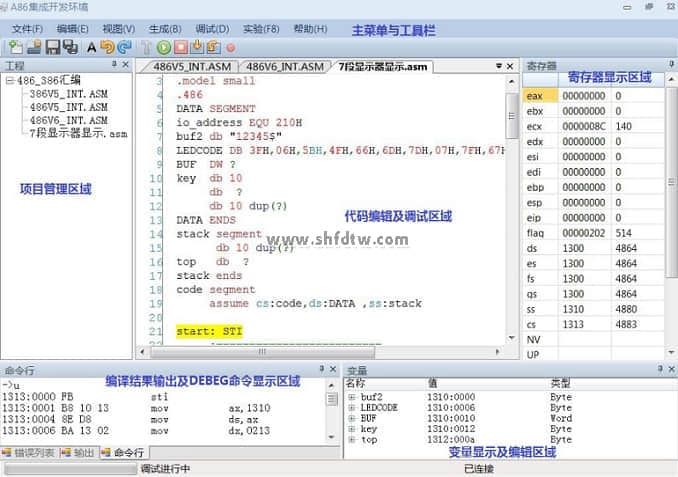 A86集成开发环境
文件(F) 编辑(E) 视图(V) 生成(B) 调试(D) 实验(F8) 帮助(H) 主菜单与工具栏
工程
486_386汇编
386V5_INT.ASM
486V5_INT.ASM
486V6_INT.ASM
7段显示器显示.asm
项目管理区域
486V5_INT.ASM 486V6_INT.ASM 7段显示器显示.asm
3 .model small
4 .486
5 DATA SEGMENT
6 io_address EQU 210H
7 buf2 db "12345$"
8 LEDCODE DB 3FH,06H,5BH,4FH,66H,6DH,7DH,07H,7FH,67H
9 BUF DW ?
10 key db 10
11 db ?
12 db 10 dup(?)
13 DATA ENDS
代码编辑及调试区域
14 stack segment
15 db 10 dup(?)
www.shfdtw.com
16 top db ?
17 stack ends
18 code segment
19 assume cs:code,ds:DATA ,ss:stack
20
21 start: STI
22
寄存器
寄存器显示区域
eax 00000000 0
ebx 00000000 0
ecx 0000008C 140
edx 00000000 0
esi 00000000 0
edi 00000000 0
ebp 00000000 0
esp 00000000 0
eip 00000000 0
flag 00000202 514
ds 1300 4864
es 1300 4864
fs 1300 4864
gs 1300 4864
ss 1310 4880
cs 1313 4883
NV
UP
命令行
编译结果输出及DEBEG命令显示区域
->u
1313:0000 FB sti
1313:0001 B8 10 13 mov ax,1310
1313:0004 8E D8 mov ds,ax
1313:0006 BA 13 02 mov dx,0213
错误列表 输出 命令行
变量
名称 值 类型
buf2 1310:0000 Byte
LEDCODE 1310:0006 Byte
BUF 1310:0010 Word
key 1310:0012 Byte
top 1312:000a Byte
变量显示及编辑区域
调试进行中 已连接